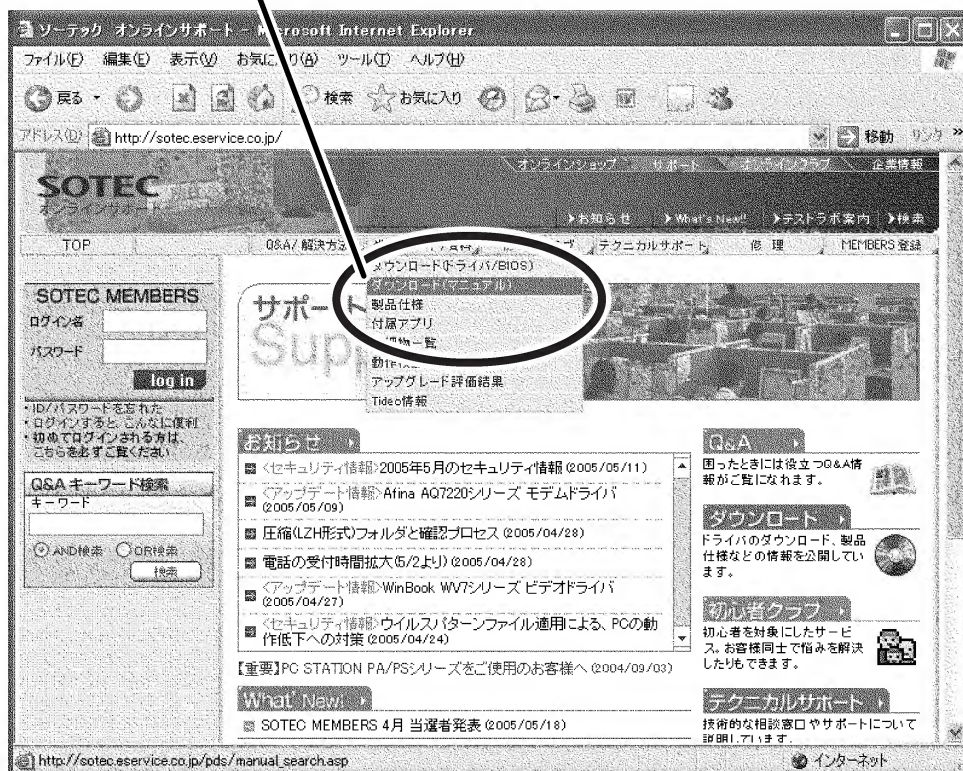 ソーテック オンラインサポート - Microsoft Internet Explorer
ファイル(F) 編集(E) 表示(V) お気に入り(A) ツール(T) ヘルプ(H)
戻る 検索 お気に入り
アドレス(D) http://sotec.eservice.co.jp/ 移動 リンク »
オンラインショップ サポート オンラインクラブ 企業情報
SOTEC
オンラインサポート
お知らせ What's New!! テストラボ案内 検索
TOP Q&A/ 解決方法 テクニカルサポート 修 理 MEMBERS 登録
ダウンロード(ドライバ/BIOS)
ダウンロード(マニュアル)
製品仕様
付属アプリ
一覧
アップグレード評価結果
Tideo情報
サポート
Supp
SOTEC MEMBERS
ログイン名
パスワード
log in
・ID/パスワードを忘れた
・ログインすると、こんなに便利
・初めてログインされる方は、
こちらを必ずご覧ください
Q&A キーワード検索
キーワード
AND検索 OR検索
検索
お知らせ
<セキュリティ情報>2005年5月のセキュリティ情報 (2005/05/11)
<アップデート情報>Afina AQ7220シリーズ モデムドライバ
(2005/05/09)
圧縮(LZH形式)フォルダと確認プロセス (2005/04/28)
電話の受付時間拡大(5/2より) (2005/04/28)
<アップデート情報>WinBook WV7シリーズ ビデオドライバ
(2005/04/27)
<セキュリティ情報>ウイルスパターンファイル適用による、PCの動
作低下への対策 (2005/04/24)
【重要】PC STATION PA/PSシリーズをご使用のお客様へ (2004/09/03)
What' New!
SOTEC MEMBERS 4月 当選者発表 (2005/05/18)
Q&A
困ったときには役立つQ&A情
報がご覧になれます。
ダウンロート
ドライバのダウンロード、製品
仕様などの情報を公開してい
ます。
初心者クラブ
初心者を対象にしたサービ
ス。お客様同士で悩みを解決
したりもできます。
テクニカルサホート
技術的な相談窓口やサポートについて
説明しています。
http://sotec.eservice.co.jp/pds/manual_search.asp インターネット